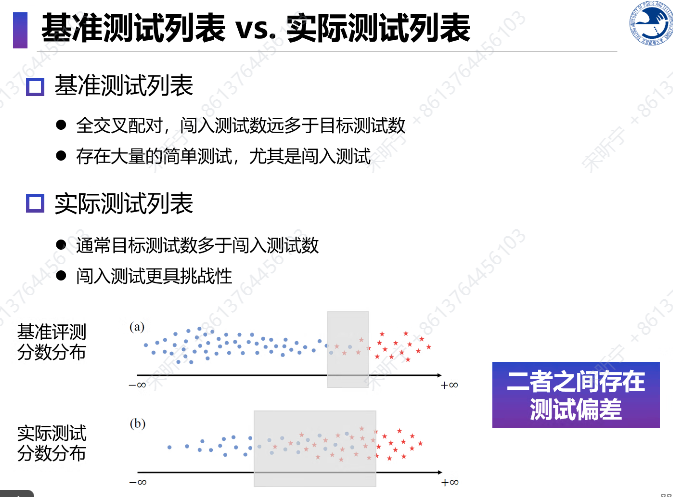 基准测试列表 vs. 实际测试列表
基准测试列表
全交叉配对，闯入测试数远多于目标测试数
存在大量的简单测试，尤其是闯入测试
实际测试列表
通常目标测试数多于闯入测试数
闯入测试更具挑战性
基准评测
分数分布
(a)
−∞
+∞
二者之间存在
测试偏差
实际测试
分数分布
(b)
−∞
+∞
宋昕宁 +8613764456103